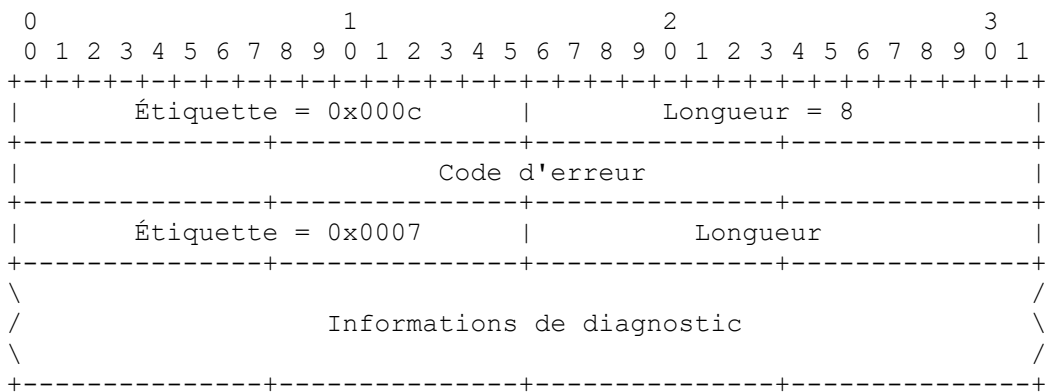 0                   1                   2                   3
0 1 2 3 4 5 6 7 8 9 0 1 2 3 4 5 6 7 8 9 0 1 2 3 4 5 6 7 8 9 0 1
+-+-+-+-+-+-+-+-+-+-+-+-+-+-+-+-+-+-+-+-+-+-+-+-+-+-+-+-+-+-+-+-+
|       Étiquette = 0x000c      |        Longueur = 8           |
+---------------+---------------+---------------+---------------+
|                          Code d'erreur                        |
+---------------+---------------+---------------+---------------+
|       Étiquette = 0x0007      |          Longueur             |
+---------------+---------------+---------------+---------------+
\                                                               /
/                   Informations de diagnostic                  \
\                                                               /
+---------------+---------------+---------------+---------------+